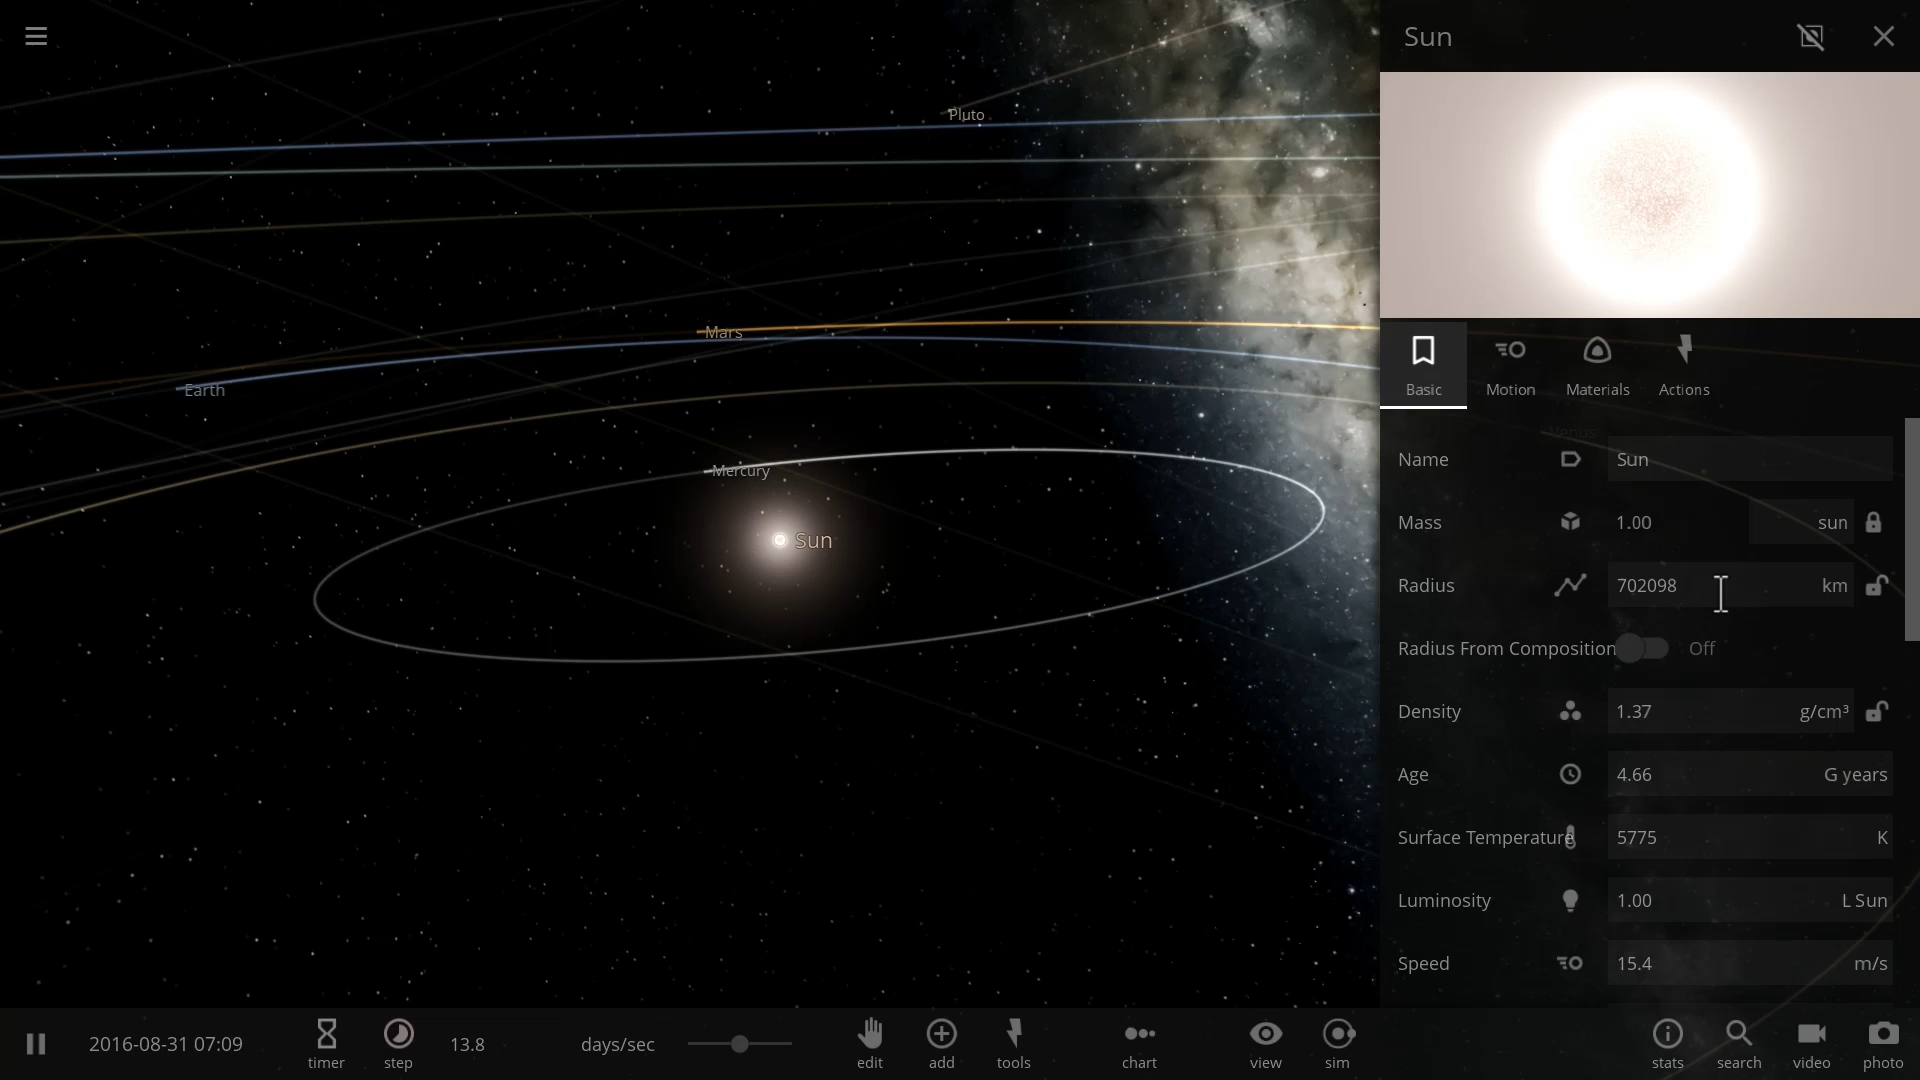 Sun
Pluto
Mars
Earth
Mercury
Sun
Basic
Motion
Materials
Actions
Venus
Name
Sun
Mass
1.00 sun
Radius
702098 km
Radius From Composition
Off
Density
1.37 g/cm³
Age
4.66 G years
Surface Temperature
5775 K
Luminosity
1.00 L Sun
Speed
15.4 m/s
2016-08-31 07:09
timer
step
13.8 days/sec
edit
add
tools
chart
view
sim
stats
search
video
photo